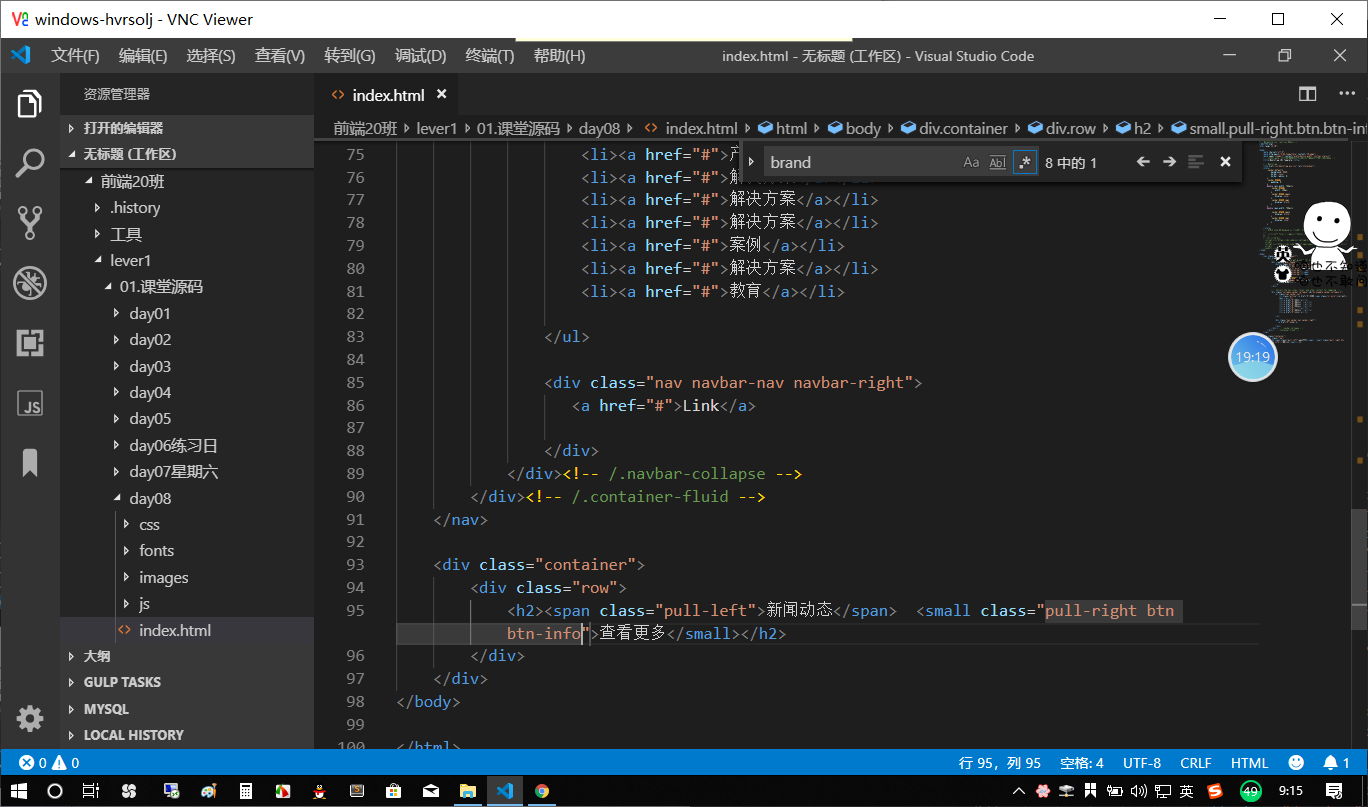 windows-hvrsolj - VNC Viewer
文件(F) 编辑(E) 选择(S) 查看(V) 转到(G) 调试(D) 终端(T) 帮助(H) index.html - 无标题 (工作区) - Visual Studio Code
资源管理器
index.html
打开的编辑器
前端20班 lever1 01.课堂源码 day08 index.html html body div.container div.row h2 small.pull-right.btn.btn-inf
无标题 (工作区)
前端20班
.history
工具
lever1
01.课堂源码
day01
day02
day03
day04
day05
day06练习日
day07星期六
day08
css
fonts
images
js
index.html
大纲
GULP TASKS
MYSQL
LOCAL HISTORY
brand Aa Abl .* 8 中的 1
75 <li><a href="#">产
76 <li><a href="#">解
77 <li><a href="#">解决方案</a></li>
78 <li><a href="#">解决方案</a></li>
79 <li><a href="#">案例</a></li>
80 <li><a href="#">解决方案</a></li>
81 <li><a href="#">教育</a></li>
82
83 </ul>
84
85 <div class="nav navbar-nav navbar-right">
86 <a href="#">Link</a>
87
88 </div>
89 </div><!-- /.navbar-collapse -->
90 </div><!-- /.container-fluid -->
91 </nav>
92
93 <div class="container">
94 <div class="row">
95 <h2><span class="pull-left">新闻动态</span> <small class="pull-right btn
btn-info">查看更多</small></h2>
96 </div>
97 </div>
98 </body>
99
100 </html>
英
19:19
0 0 行 95，列 95 空格: 4 UTF-8 CRLF HTML 1
英 49 9:15